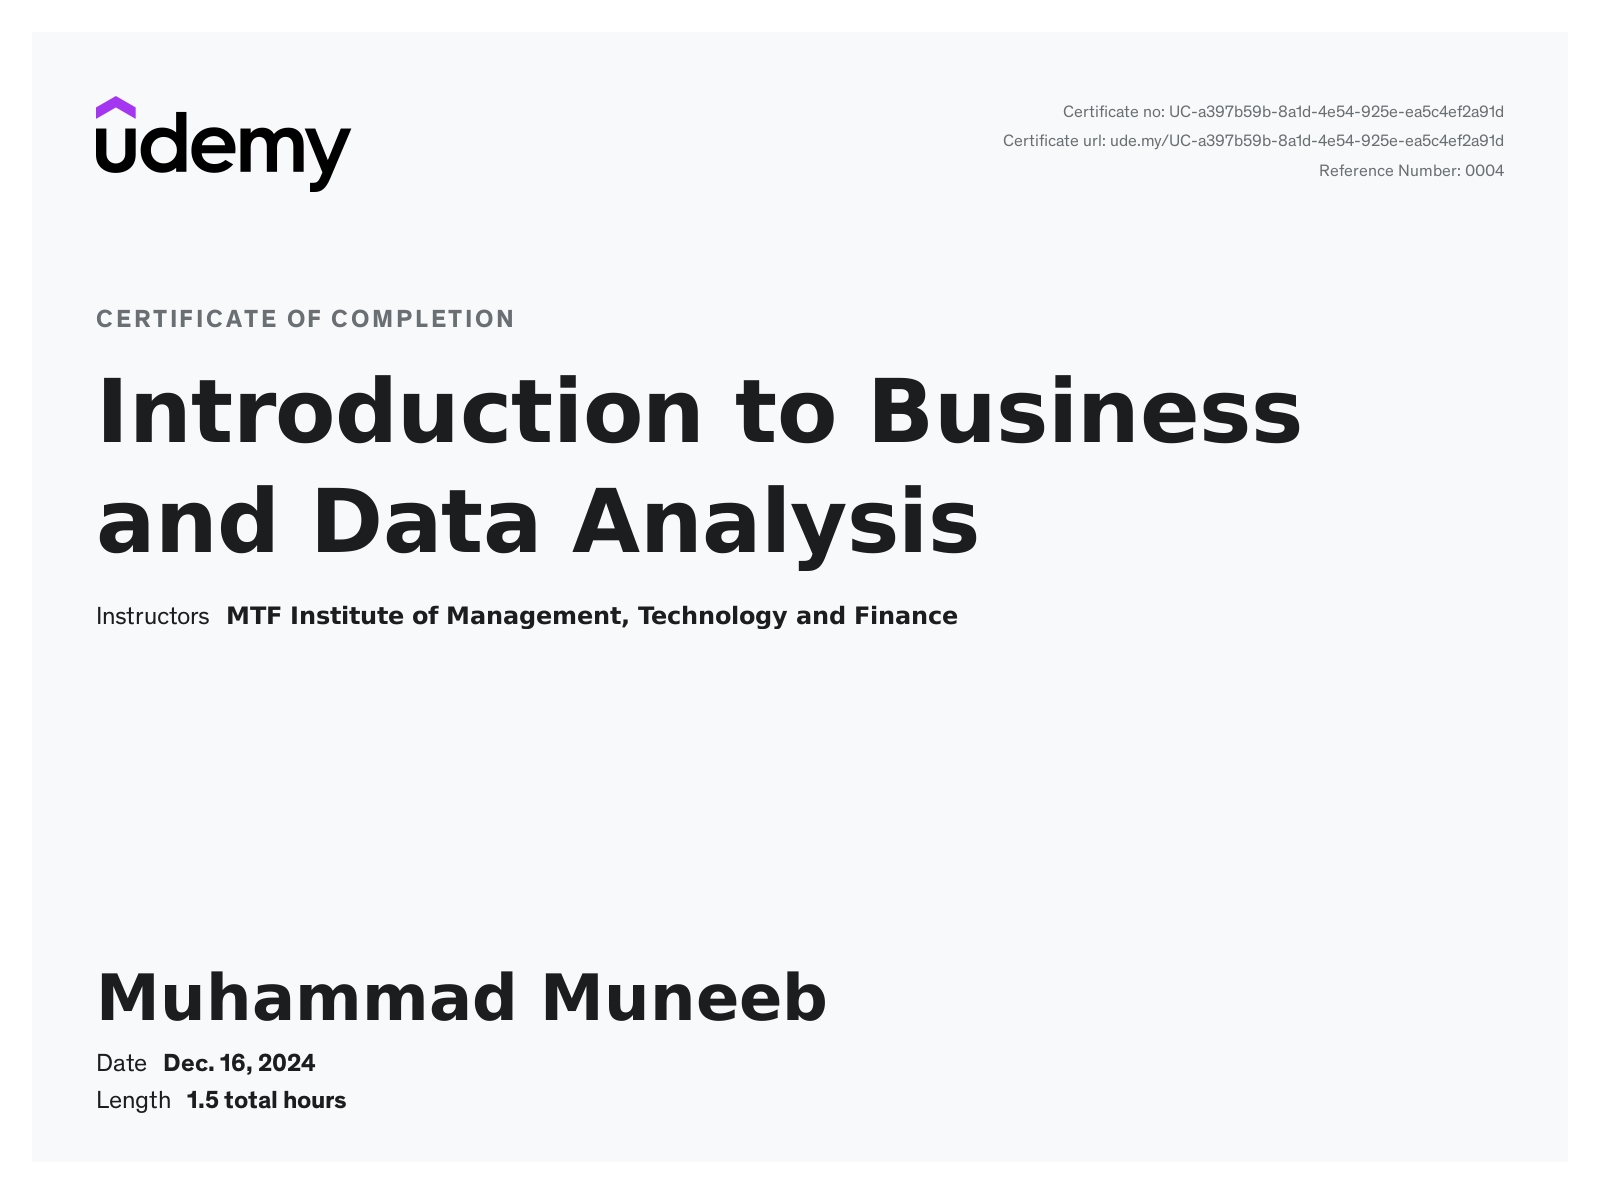 udemy
Certificate no: UC-a397b59b-8a1d-4e54-925e-ea5c4ef2a91d
Certificate url: ude.my/UC-a397b59b-8a1d-4e54-925e-ea5c4ef2a91d
Reference Number: 0004
CERTIFICATE OF COMPLETION
Introduction to Business
and Data Analysis
Instructors MTF Institute of Management, Technology and Finance
Muhammad Muneeb
Date Dec. 16, 2024
Length 1.5 total hours